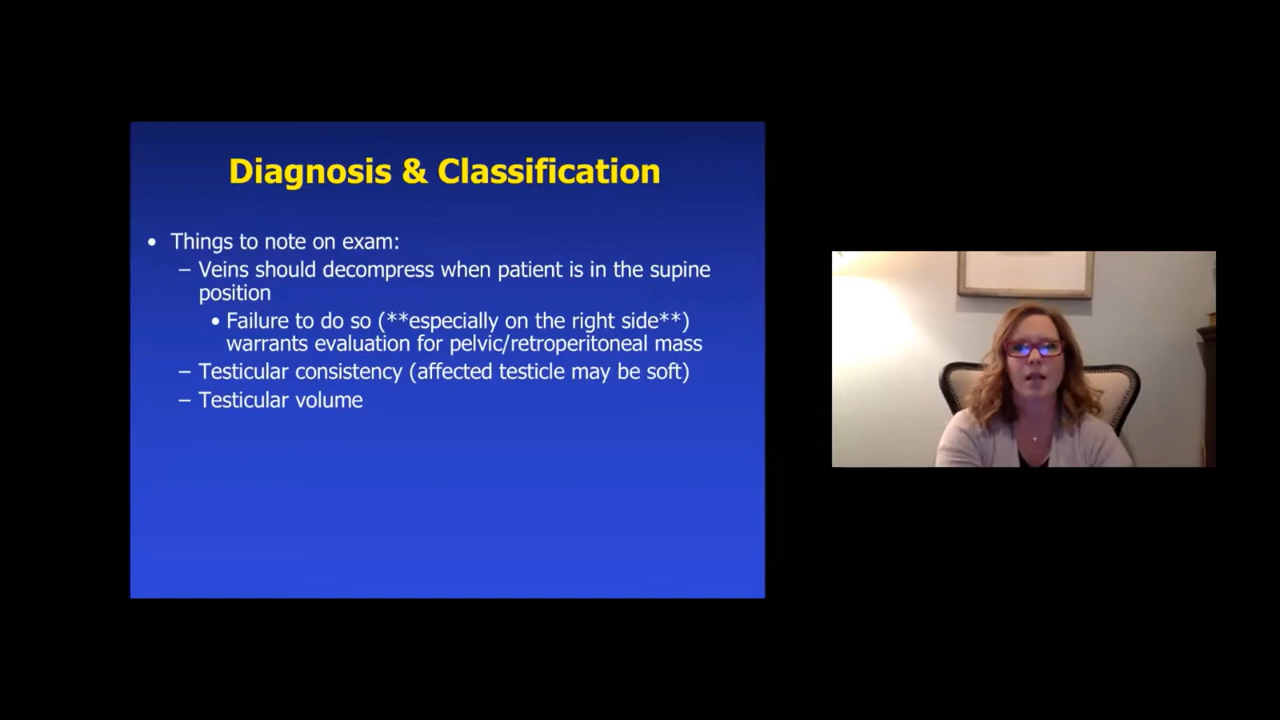 Diagnosis & Classification
• Things to note on exam:
– Veins should decompress when patient is in the supine
position
• Failure to do so (**especially on the right side**)
warrants evaluation for pelvic/retroperitoneal mass
– Testicular consistency (affected testicle may be soft)
– Testicular volume